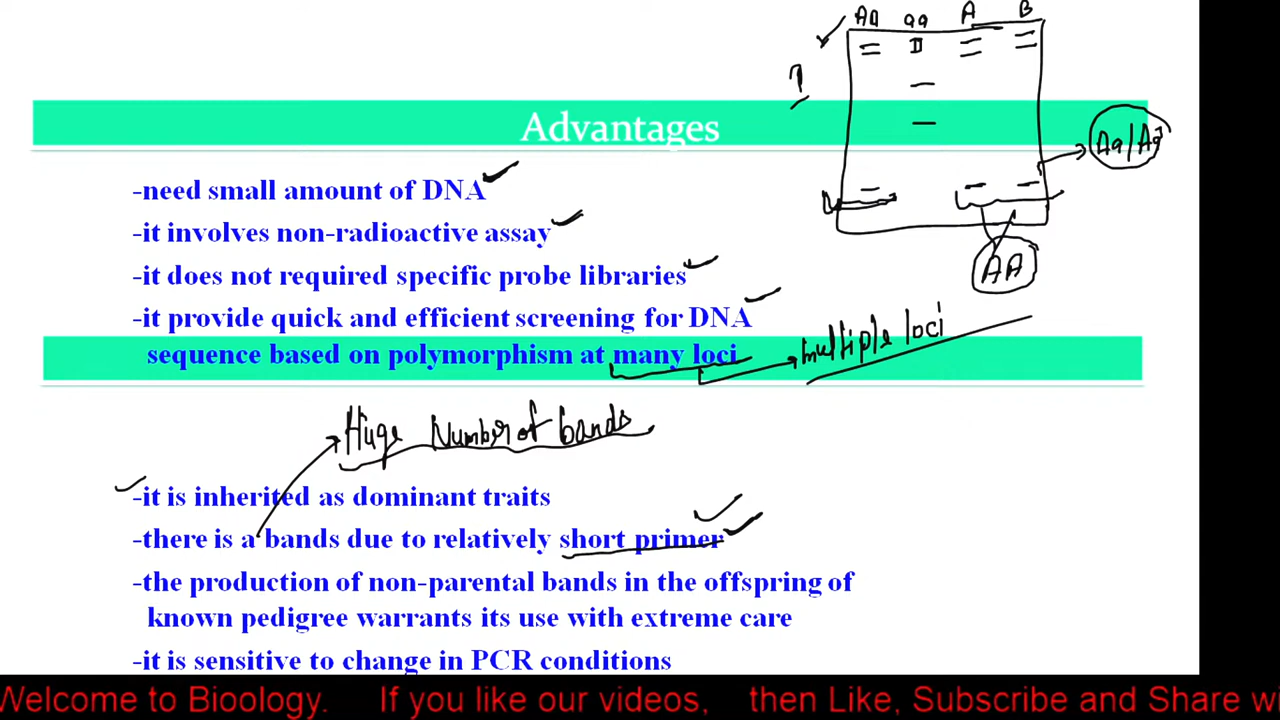 Aa aa A B
?
Advantages
Aa/Aa
-need small amount of DNA
-it involves non-radioactive assay
AA
-it does not required specific probe libraries
-it provide quick and efficient screening for DNA
sequence based on polymorphism at many loci
multiple loci
Huge Number of bands
-it is inherited as dominant traits
-there is a bands due to relatively short primer
-the production of non-parental bands in the offspring of
known pedigree warrants its use with extreme care
-it is sensitive to change in PCR conditions
Welcome to Bioology. If you like our videos, then Like, Subscribe and Share wi